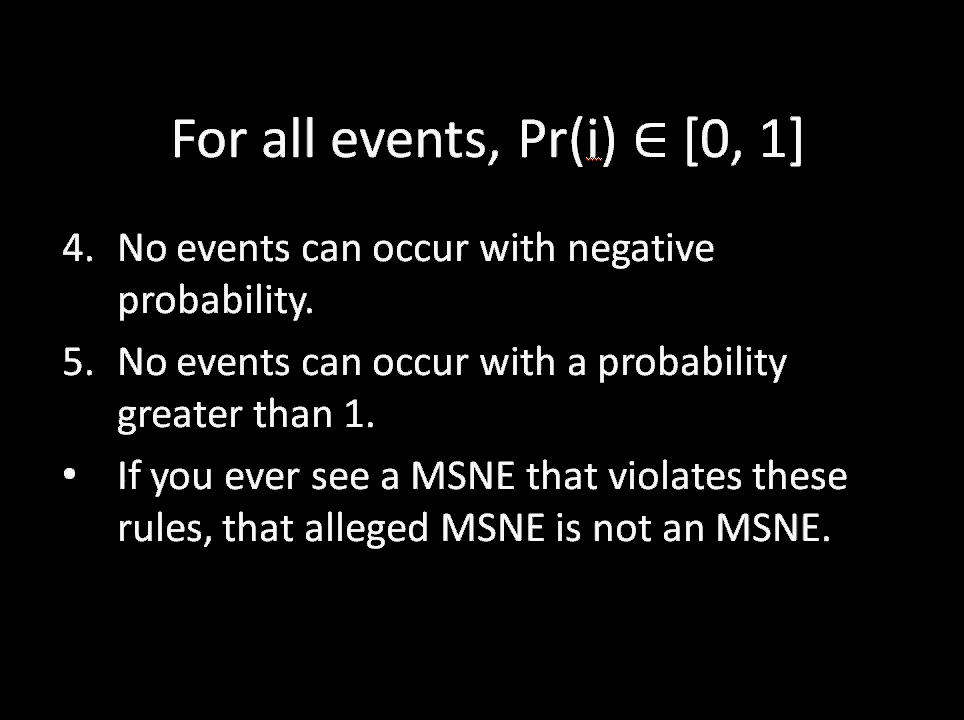 For all events, Pr(i) ∈ [0, 1]
4. No events can occur with negative
probability.
5. No events can occur with a probability
greater than 1.
• If you ever see a MSNE that violates these
rules, that alleged MSNE is not an MSNE.